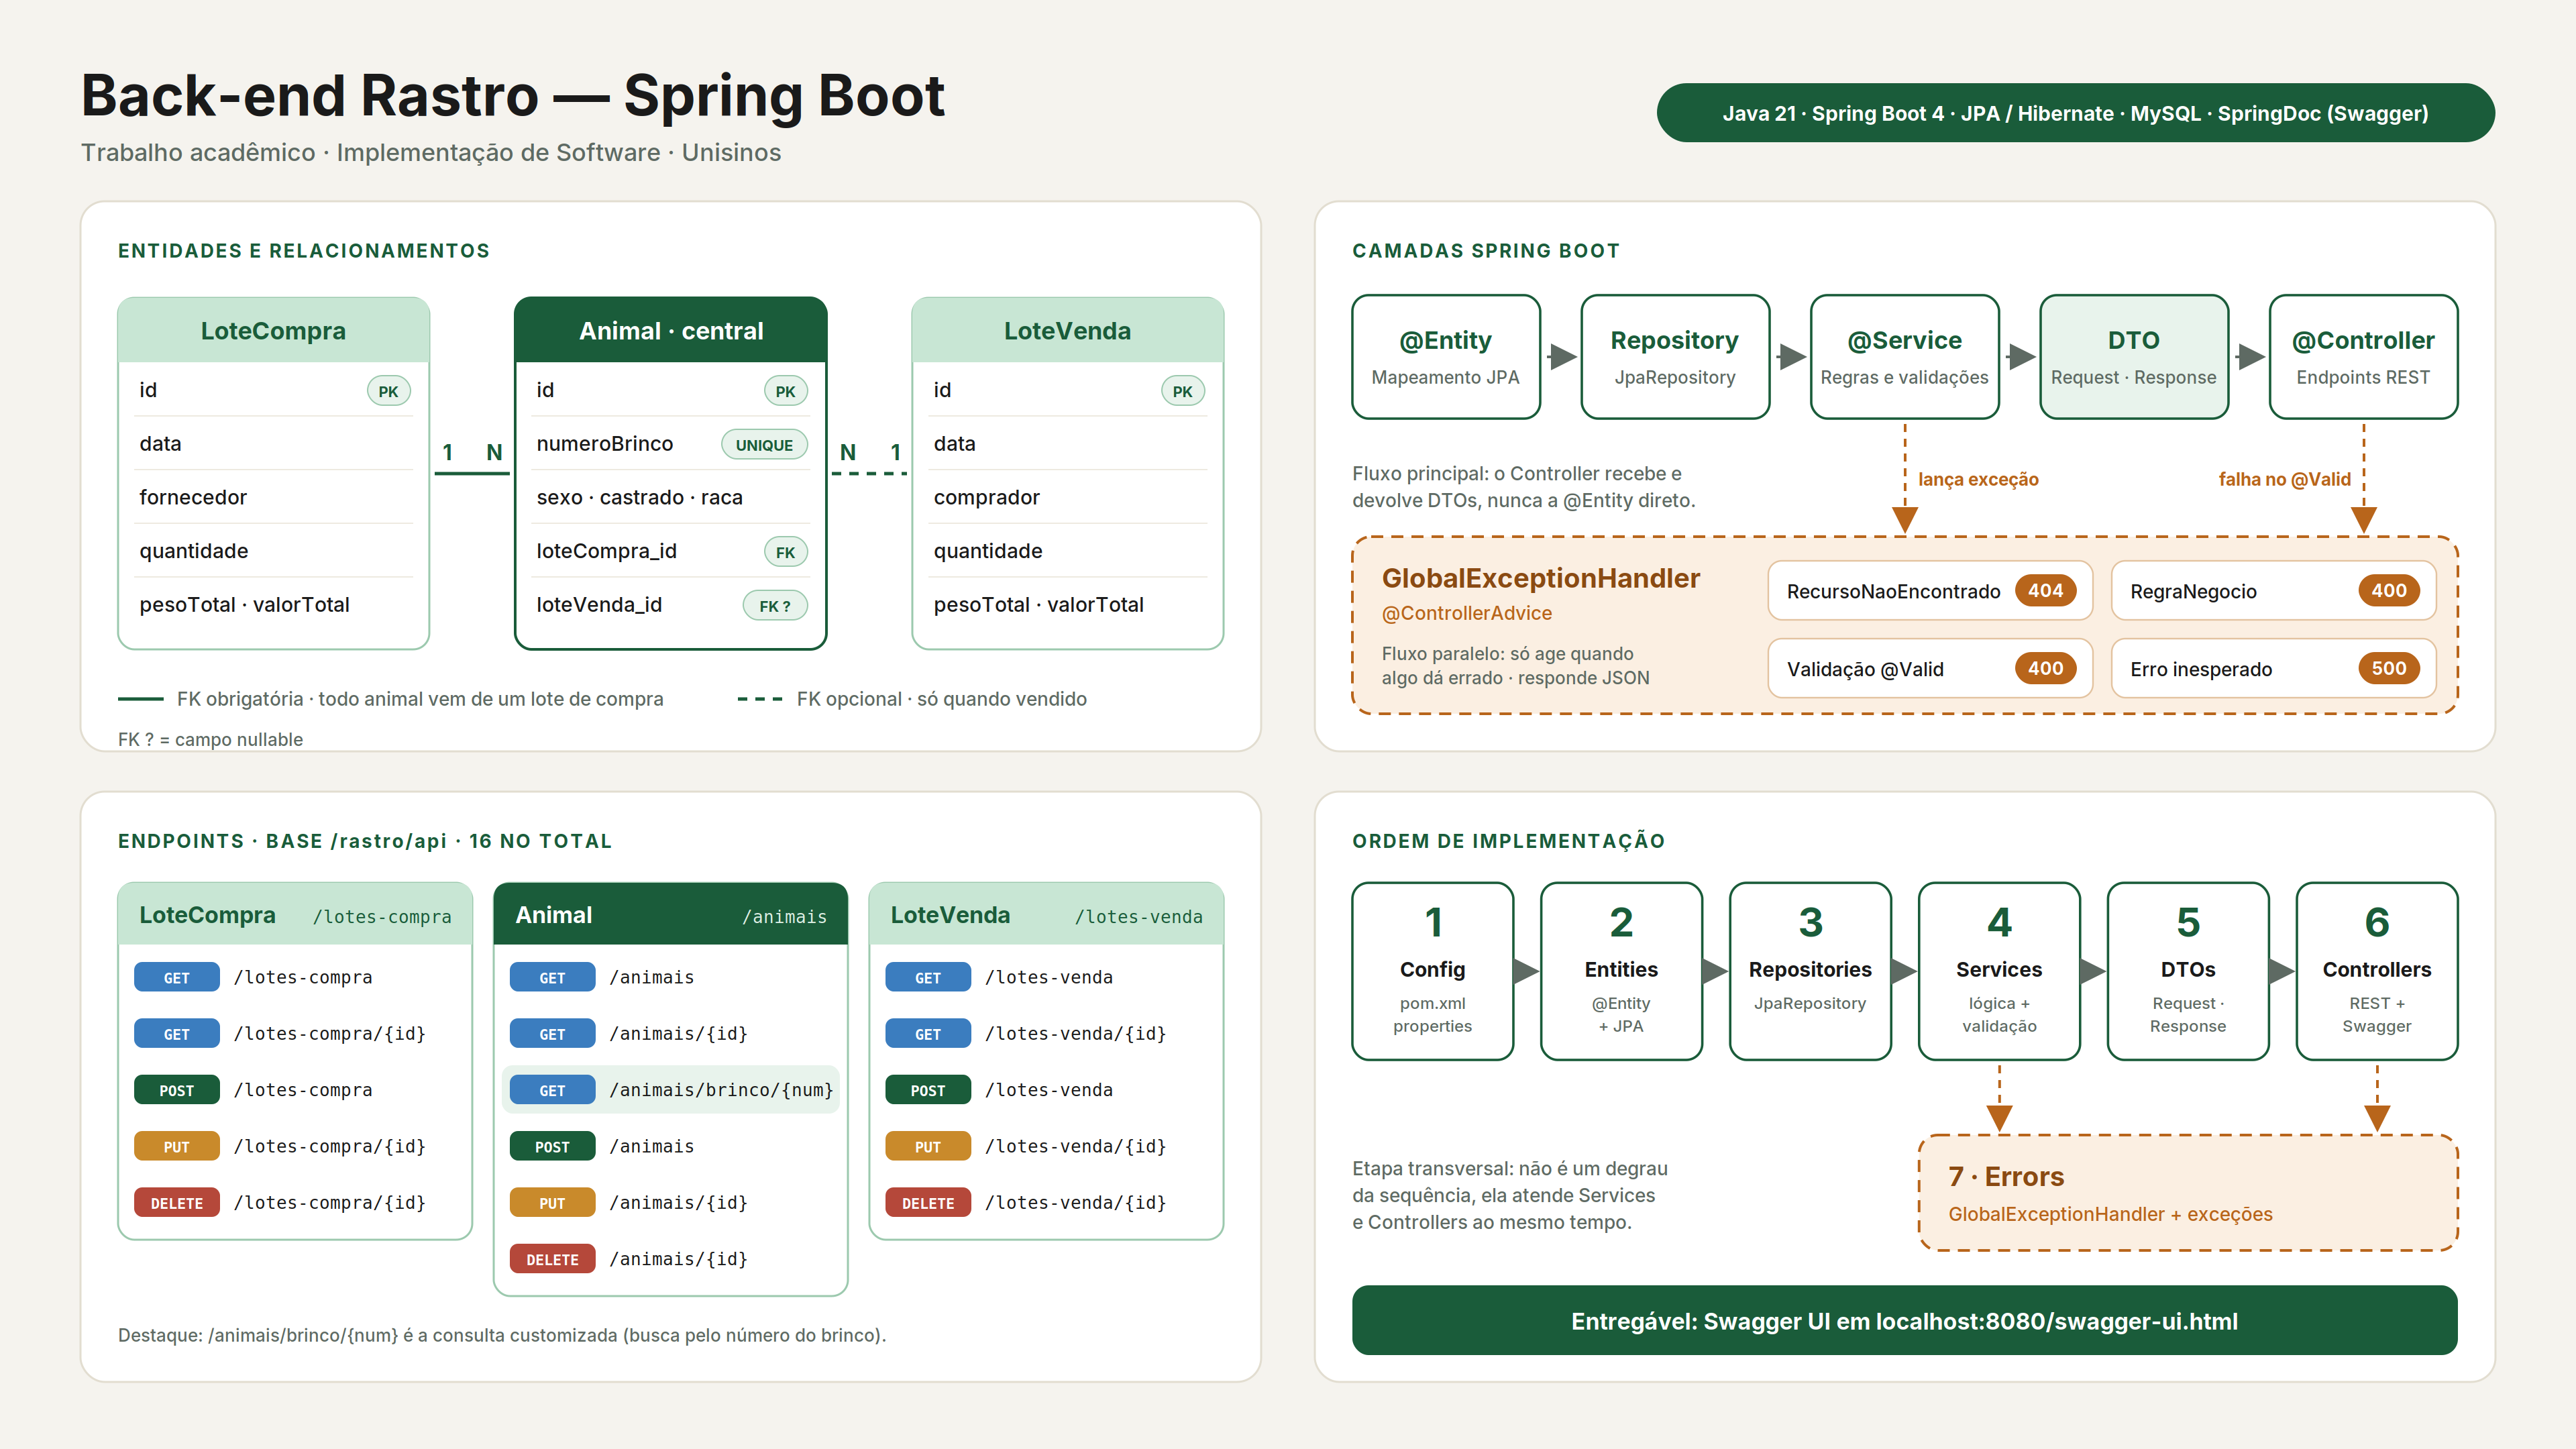 Back-end Rastro — Spring Boot
Trabalho acadêmico · Implementação de Software · Unisinos
Java 21 · Spring Boot 4 · JPA / Hibernate · MySQL · SpringDoc (Swagger)
ENTIDADES E RELACIONAMENTOS
LoteCompra
id PK
data
fornecedor
quantidade
pesoTotal · valorTotal
1 N
Animal · central
id PK
numeroBrinco UNIQUE
sexo · castrado · raca
loteCompra_id FK
loteVenda_id FK ?
N 1
LoteVenda
id PK
data
comprador
quantidade
pesoTotal · valorTotal
FK obrigatória · todo animal vem de um lote de compra
FK opcional · só quando vendido
FK ? = campo nullable
CAMADAS SPRING BOOT
@Entity
Mapeamento JPA
Repository
JpaRepository
@Service
Regras e validações
DTO
Request · Response
@Controller
Endpoints REST
Fluxo principal: o Controller recebe e
devolve DTOs, nunca a @Entity direto.
lança exceção
falha no @Valid
GlobalExceptionHandler
@ControllerAdvice
Fluxo paralelo: só age quando
algo dá errado · responde JSON
RecursoNaoEncontrado 404
RegraNegocio 400
Validação @Valid 400
Erro inesperado 500
ENDPOINTS · BASE /rastro/api · 16 NO TOTAL
LoteCompra /lotes-compra
GET /lotes-compra
GET /lotes-compra/{id}
POST /lotes-compra
PUT /lotes-compra/{id}
DELETE /lotes-compra/{id}
Animal /animais
GET /animais
GET /animais/{id}
GET /animais/brinco/{num}
POST /animais
PUT /animais/{id}
DELETE /animais/{id}
LoteVenda /lotes-venda
GET /lotes-venda
GET /lotes-venda/{id}
POST /lotes-venda
PUT /lotes-venda/{id}
DELETE /lotes-venda/{id}
Destaque: /animais/brinco/{num} é a consulta customizada (busca pelo número do brinco).
ORDEM DE IMPLEMENTAÇÃO
1
Config
pom.xml
properties
2
Entities
@Entity
+ JPA
3
Repositories
JpaRepository
4
Services
lógica +
validação
5
DTOs
Request ·
Response
6
Controllers
REST +
Swagger
Etapa transversal: não é um degrau
da sequência, ela atende Services
e Controllers ao mesmo tempo.
7 · Errors
GlobalExceptionHandler + exceções
Entregável: Swagger UI em localhost:8080/swagger-ui.html